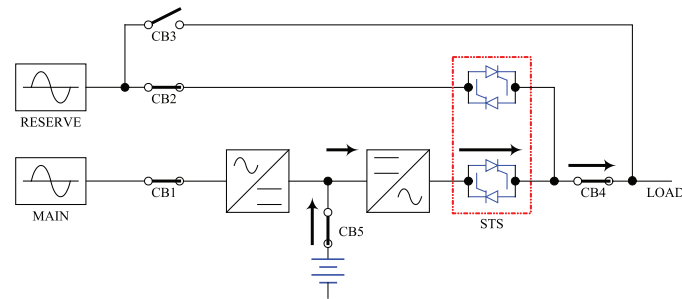 CB3
CB2
RESERVE
CB1
MAIN
CB5
STS
CB4
LOAD